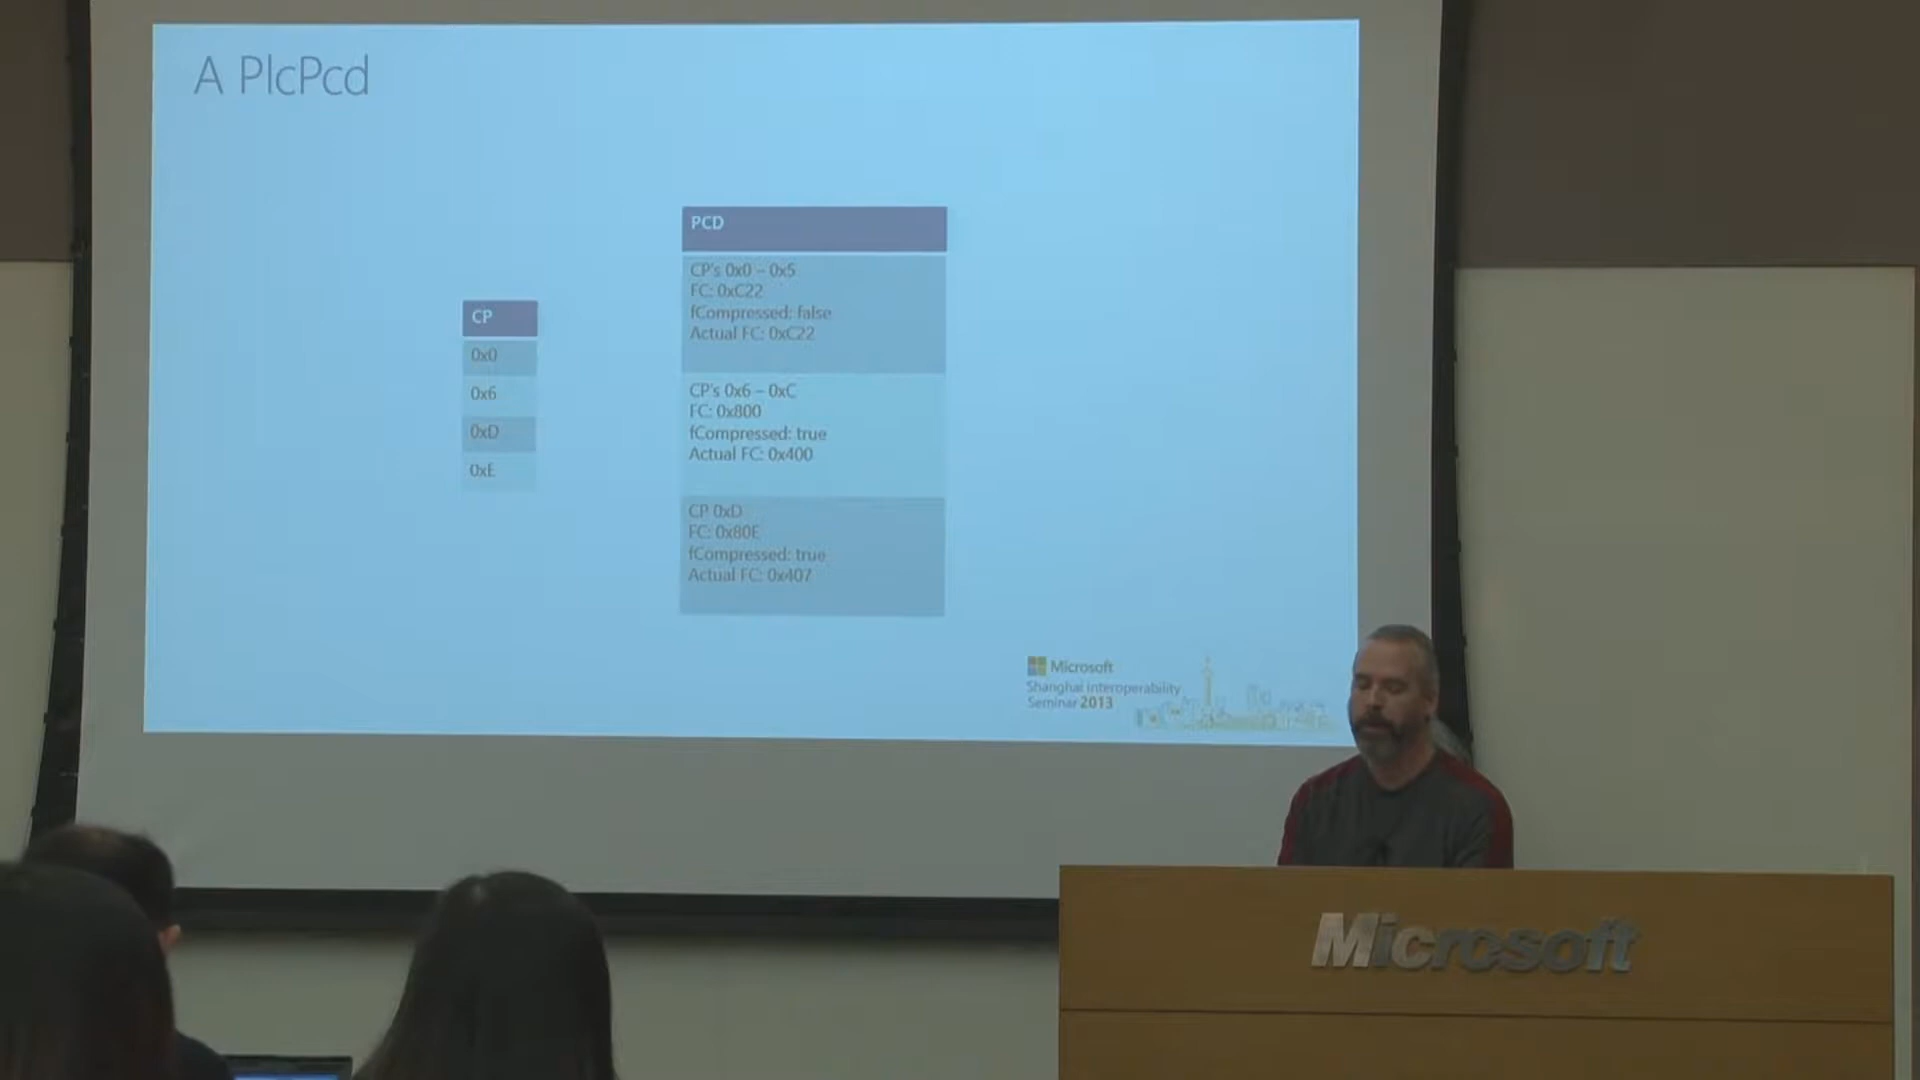 A PlcPcd
CP
0x0
0x6
0xD
0xE
PCD
CP's 0x0 – 0x5
FC: 0xC22
fCompressed: false
Actual FC: 0xC22
CP's 0x6 – 0xC
FC: 0x800
fCompressed: true
Actual FC: 0x400
CP 0xD
FC: 0x80E
fCompressed: true
Actual FC: 0x407
Microsoft
Shanghai interoperability
Seminar 2013
Microsoft